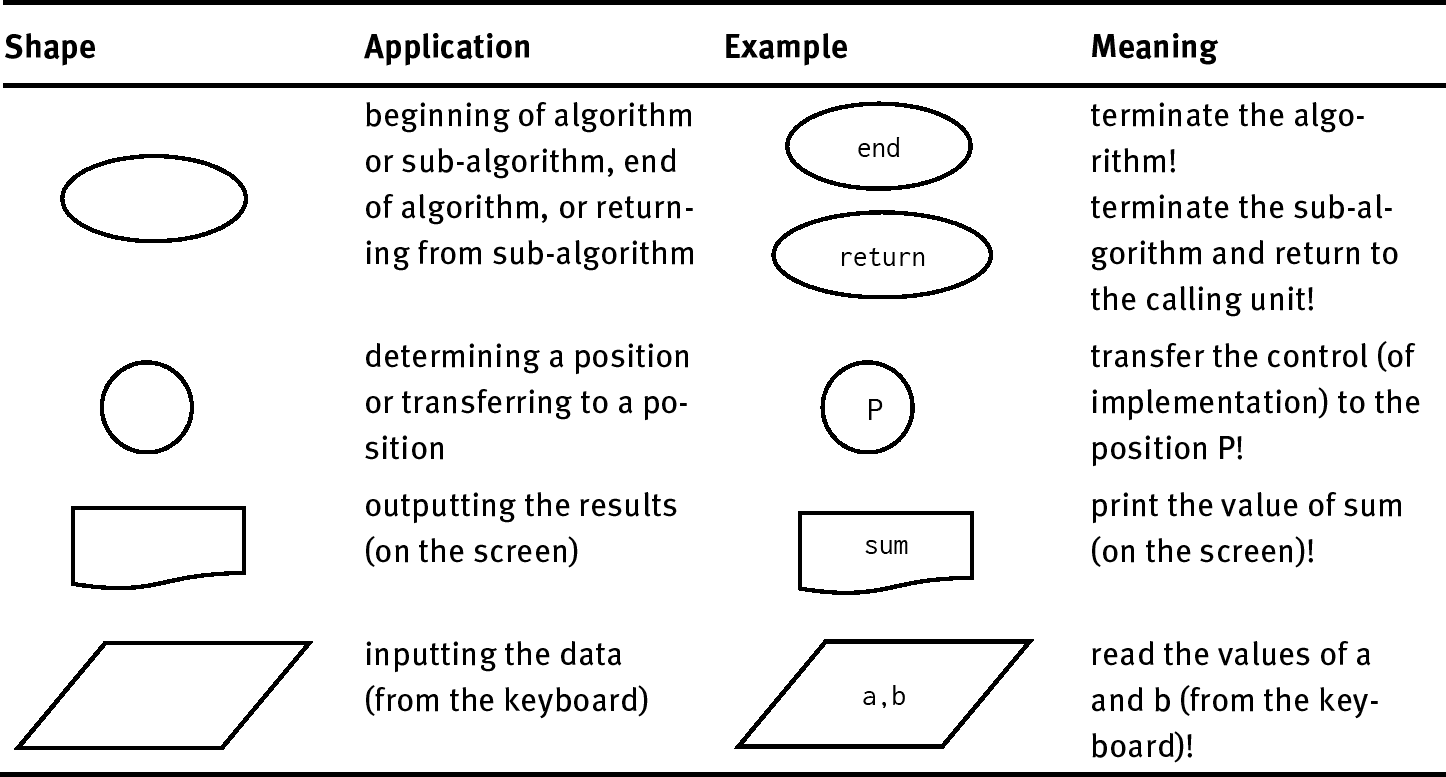 Shape Application Example Meaning
beginning of algorithm
or sub-algorithm, end
of algorithm, or return-
ing from sub-algorithm
end
return
terminate the algo-
rithm!
terminate the sub-al-
gorithm and return to
the calling unit!
determining a position
or transferring to a po-
sition
P
transfer the control (of
implementation) to the
position P!
outputting the results
(on the screen)
sum
print the value of sum
(on the screen)!
inputting the data
(from the keyboard)
a,b
read the values of a
and b (from the key-
board)!